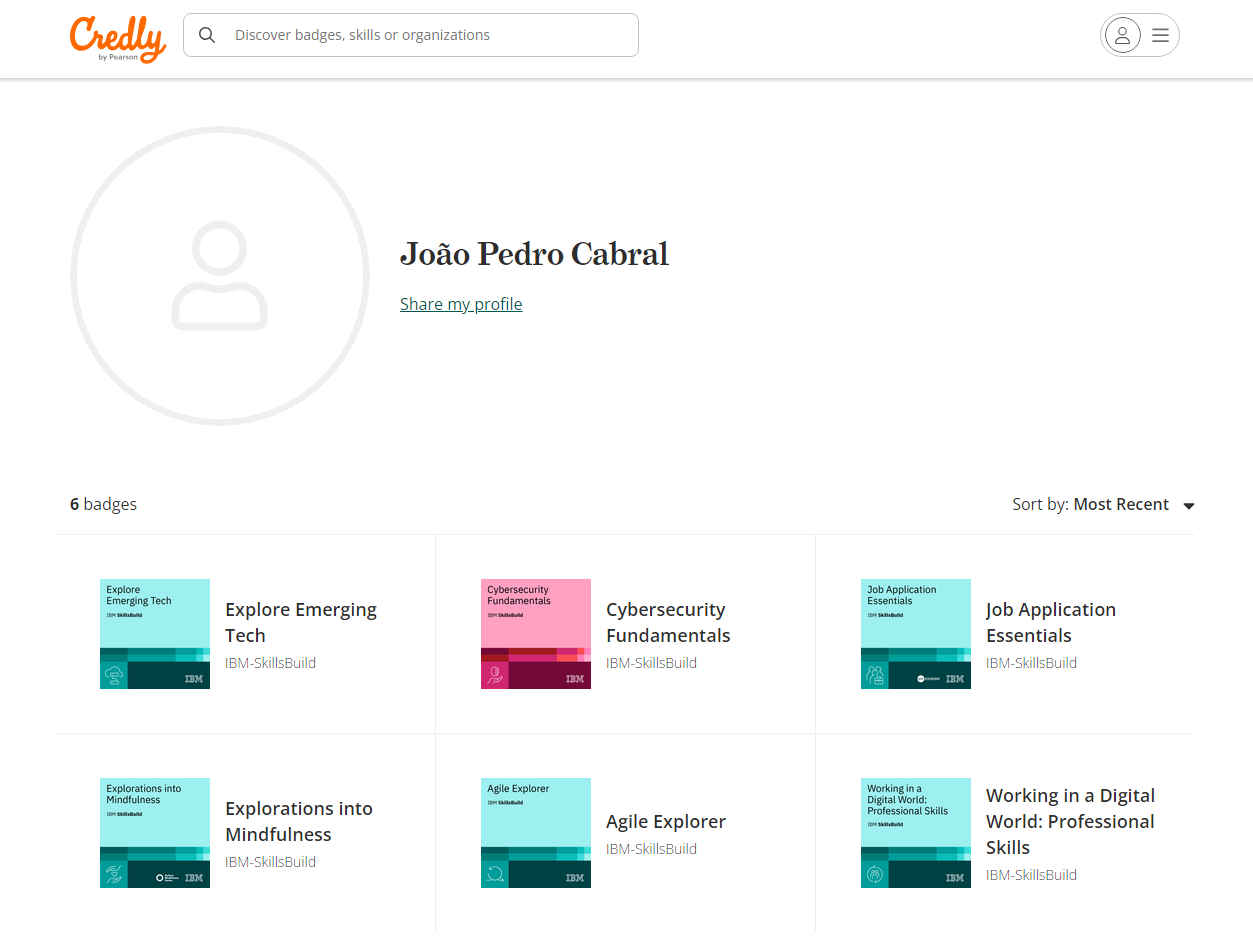 Credly
by Pearson
Discover badges, skills or organizations
João Pedro Cabral
Share my profile
6 badges
Sort by: Most Recent
Explore
Emerging Tech
IBM SkillsBuild
IBM
Explore Emerging
Tech
IBM-SkillsBuild
Cybersecurity
Fundamentals
IBM SkillsBuild
IBM
Cybersecurity
Fundamentals
IBM-SkillsBuild
Job Application
Essentials
IBM SkillsBuild
IBM
Job Application
Essentials
IBM-SkillsBuild
Explorations into
Mindfulness
IBM SkillsBuild
IBM
Explorations into
Mindfulness
IBM-SkillsBuild
Agile Explorer
IBM SkillsBuild
IBM
Agile Explorer
IBM-SkillsBuild
Working in a
Digital World:
Professional Skills
IBM SkillsBuild
IBM
Working in a Digital
World: Professional
Skills
IBM-SkillsBuild